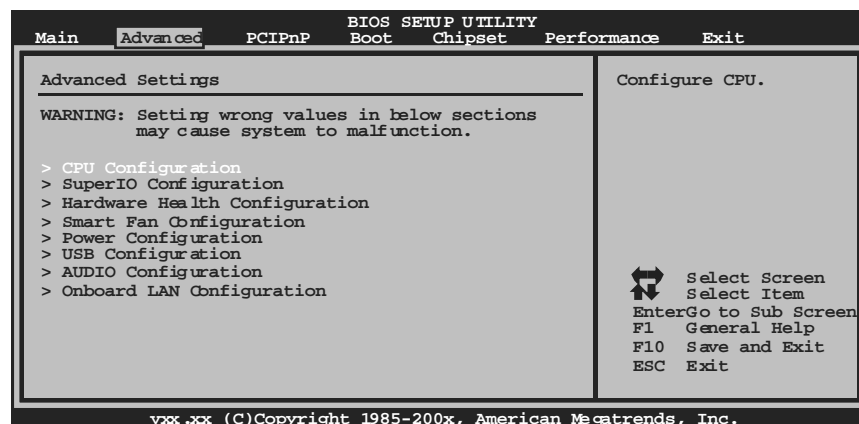 BIOS SETUP UTILITY
Main Advanced PCIPnP Boot Chipset Performance Exit
Advanced Settings
WARNING: Setting wrong values in below sections
may cause system to malfunction.
> CPU Configuration
> SuperIO Configuration
> Hardware Health Configuration
> Smart Fan Configuration
> Power Configuration
> USB Configuration
> AUDIO Configuration
> Onboard LAN Configuration
Configure CPU.
Select Screen
Select Item
EnterGo to Sub Screen
F1 General Help
F10 Save and Exit
ESC Exit
vxx.xx (C)Copyright 1985-200x, American Megatrends, Inc.